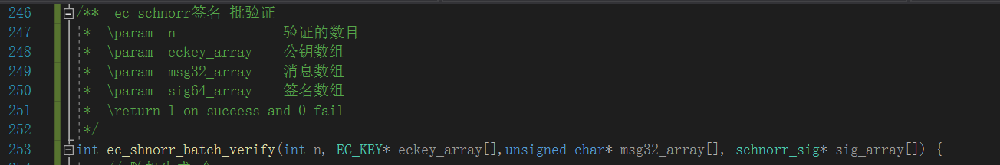 246 /** ec schnorr签名 批验证
247 * \param n 验证的数目
248 * \param eckey_array 公钥数组
249 * \param msg32_array 消息数组
250 * \param sig64_array 签名数组
251 * \return 1 on success and 0 fail
252 */
253 int ec_shnorr_batch_verify(int n, EC_KEY* eckey_array[],unsigned char* msg32_array[], schnorr_sig* sig_array[]) {